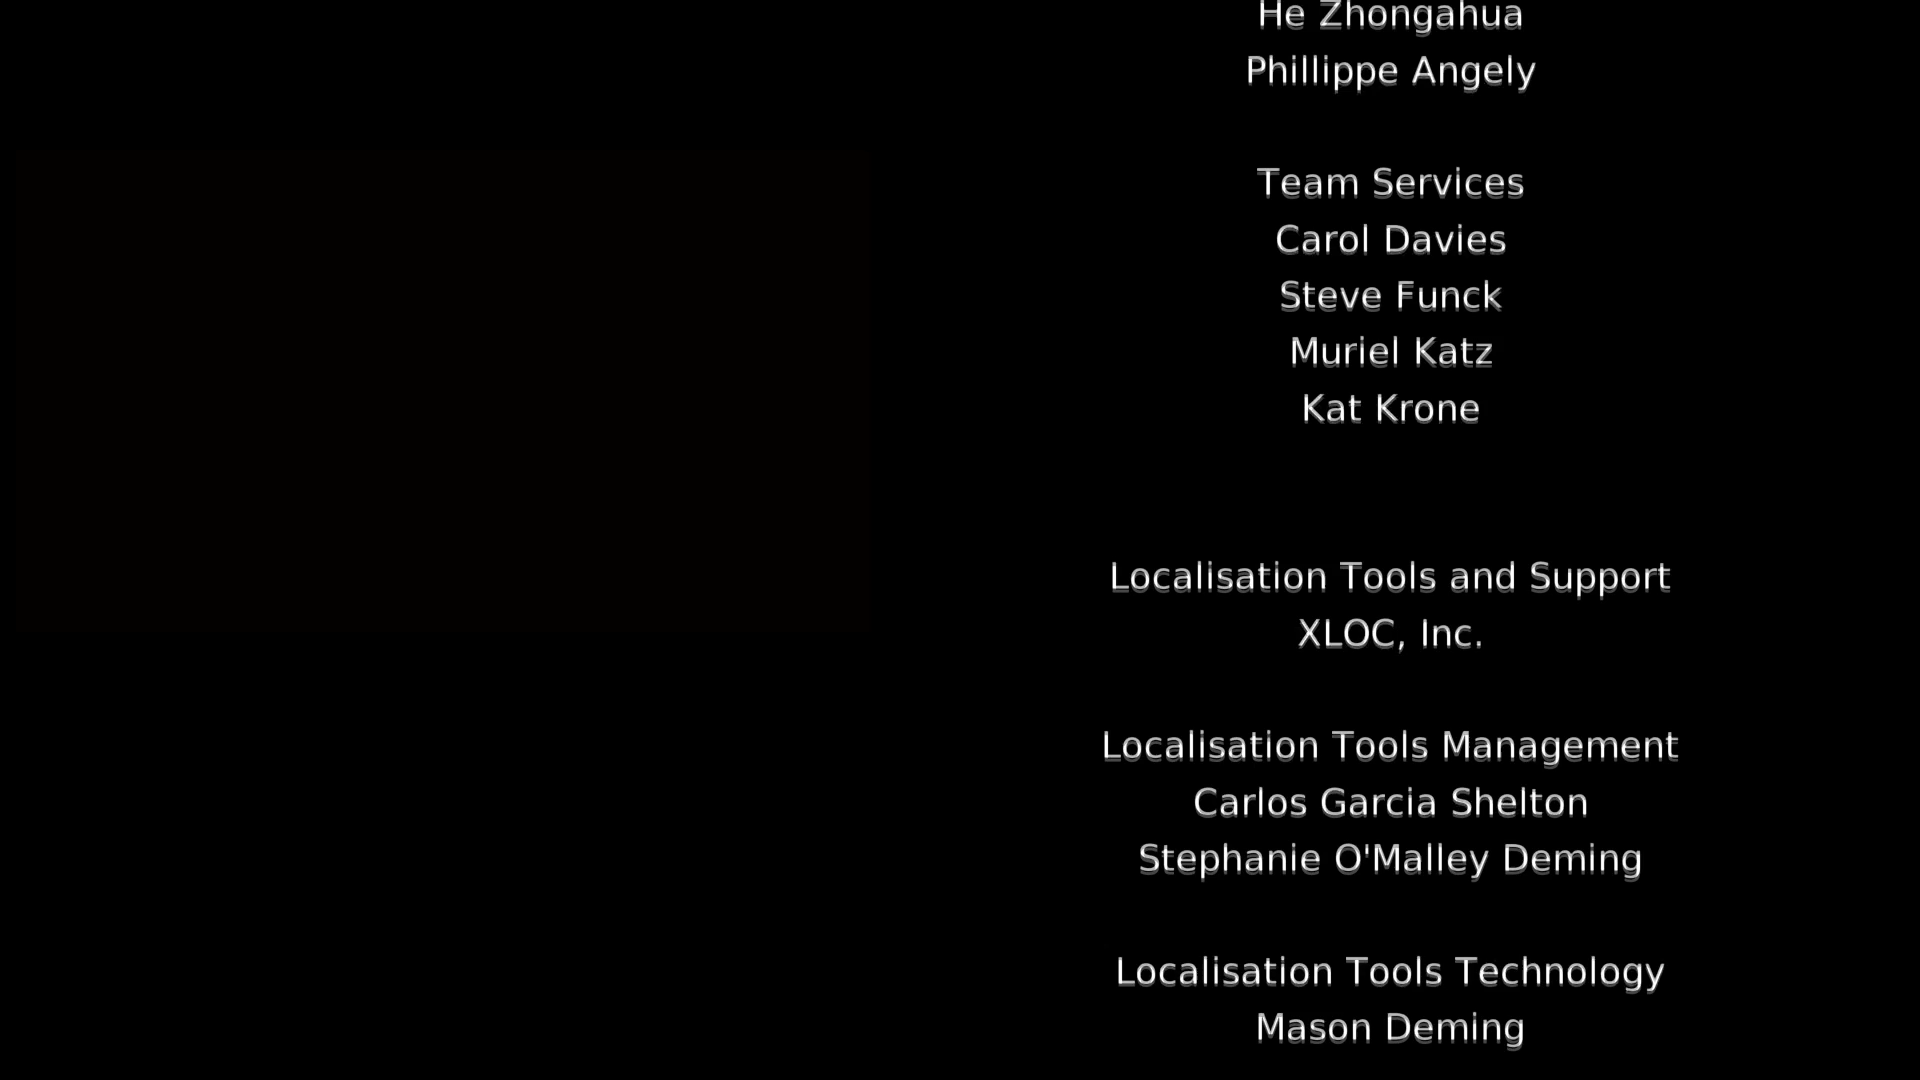 He Zhongahua
Phillippe Angely
Team Services
Carol Davies
Steve Funck
Muriel Katz
Kat Krone
Localisation Tools and Support
XLOC, Inc.
Localisation Tools Management
Carlos Garcia Shelton
Stephanie O'Malley Deming
Localisation Tools Technology
Mason Deming